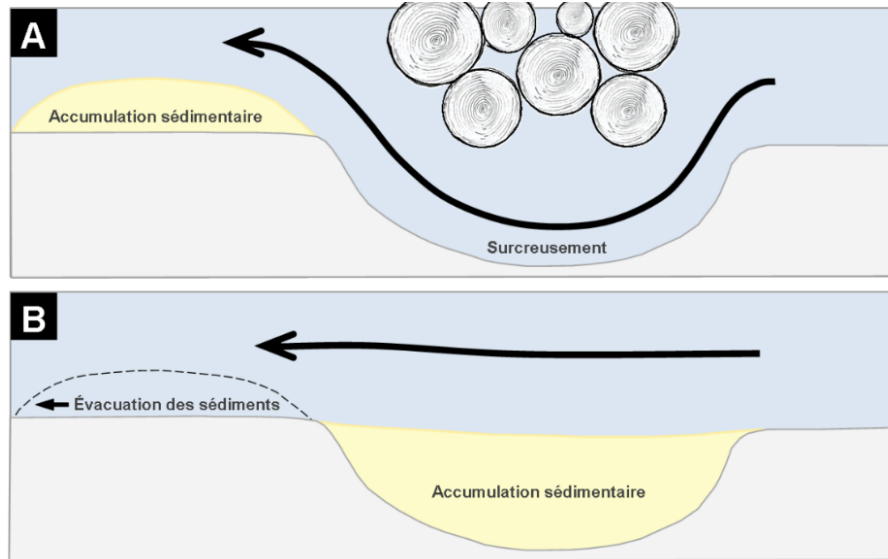 A
Accumulation sédimentaire
Surcreusement
B
Évacuation des sédiments
Accumulation sédimentaire